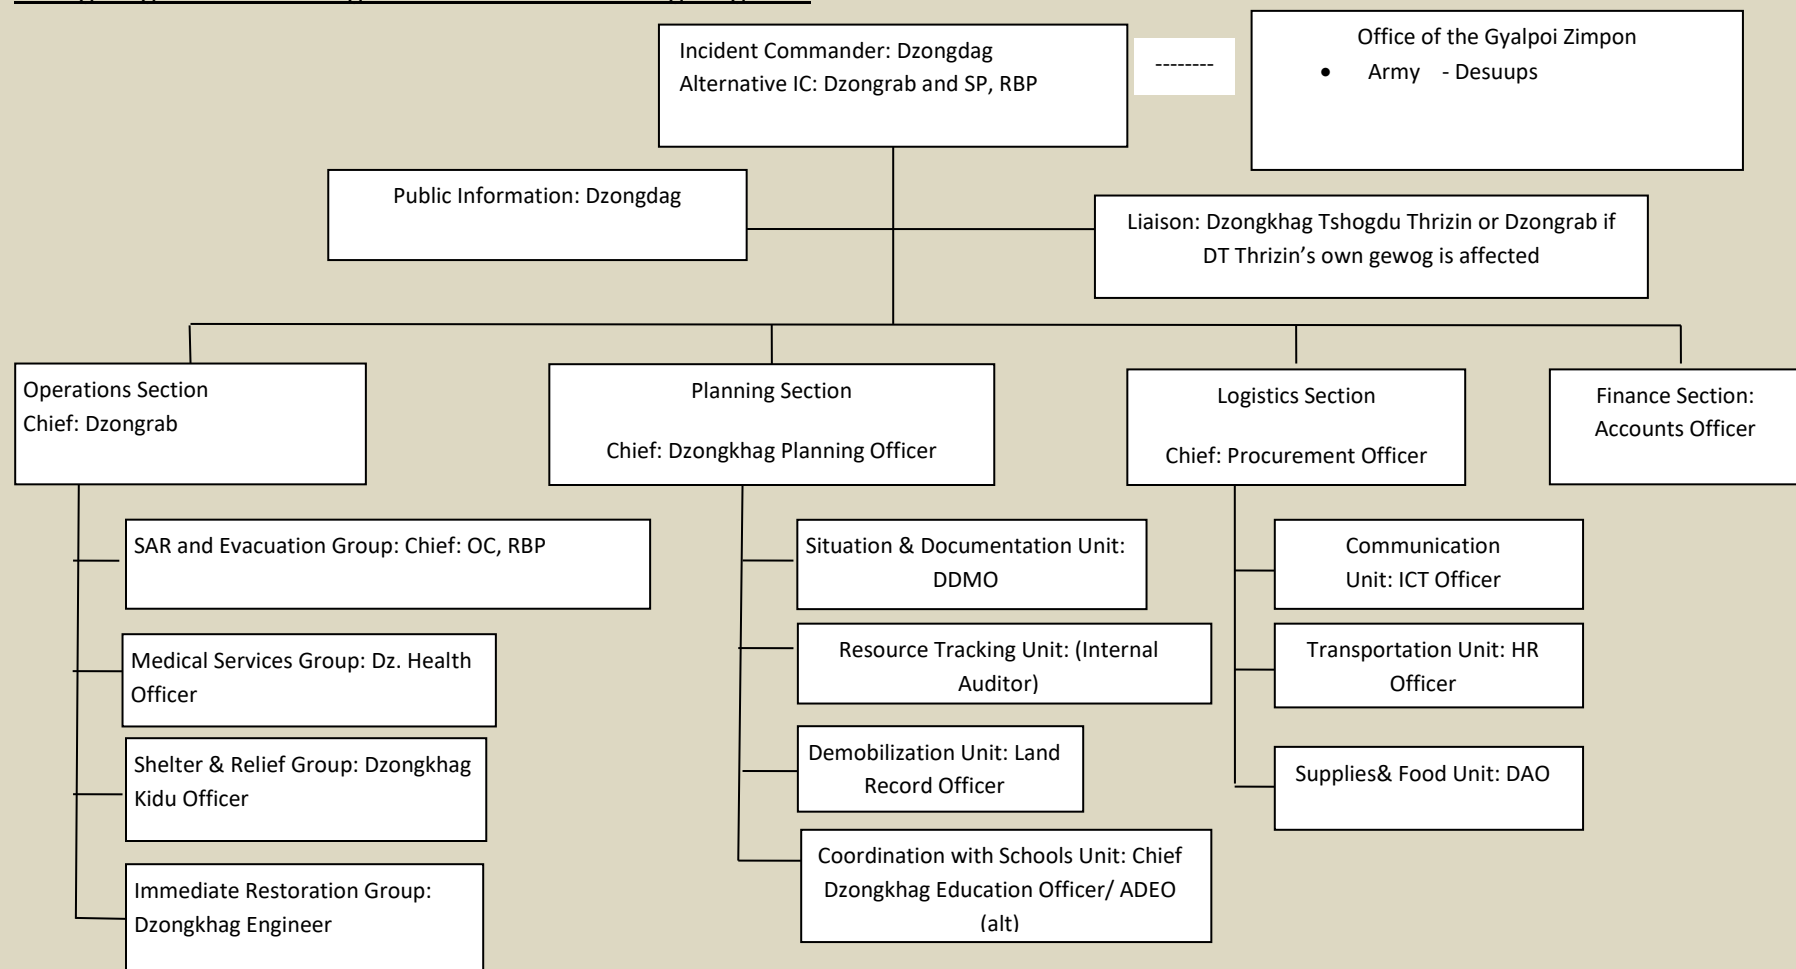 Incident Commander: Dzongdag
Alternative IC: Dzongrab and SP, RBP
--------
Office of the Gyalpoi Zimpon
• Army - Desuups
Public Information: Dzongdag
Liaison: Dzongkhag Tshogdu Thrizin or Dzongrab if
DT Thrizin’s own gewog is affected
Operations Section
Chief: Dzongrab
Planning Section
Chief: Dzongkhag Planning Officer
Logistics Section
Chief: Procurement Officer
Finance Section:
Accounts Officer
SAR and Evacuation Group: Chief: OC, RBP
Medical Services Group: Dz. Health
Officer
Shelter & Relief Group: Dzongkhag
Kidu Officer
Immediate Restoration Group:
Dzongkhag Engineer
Situation & Documentation Unit:
DDMO
Resource Tracking Unit: (Internal
Auditor)
Demobilization Unit: Land
Record Officer
Coordination with Schools Unit: Chief
Dzongkhag Education Officer/ ADEO
(alt)
Communication
Unit: ICT Officer
Transportation Unit: HR
Officer
Supplies& Food Unit: DAO